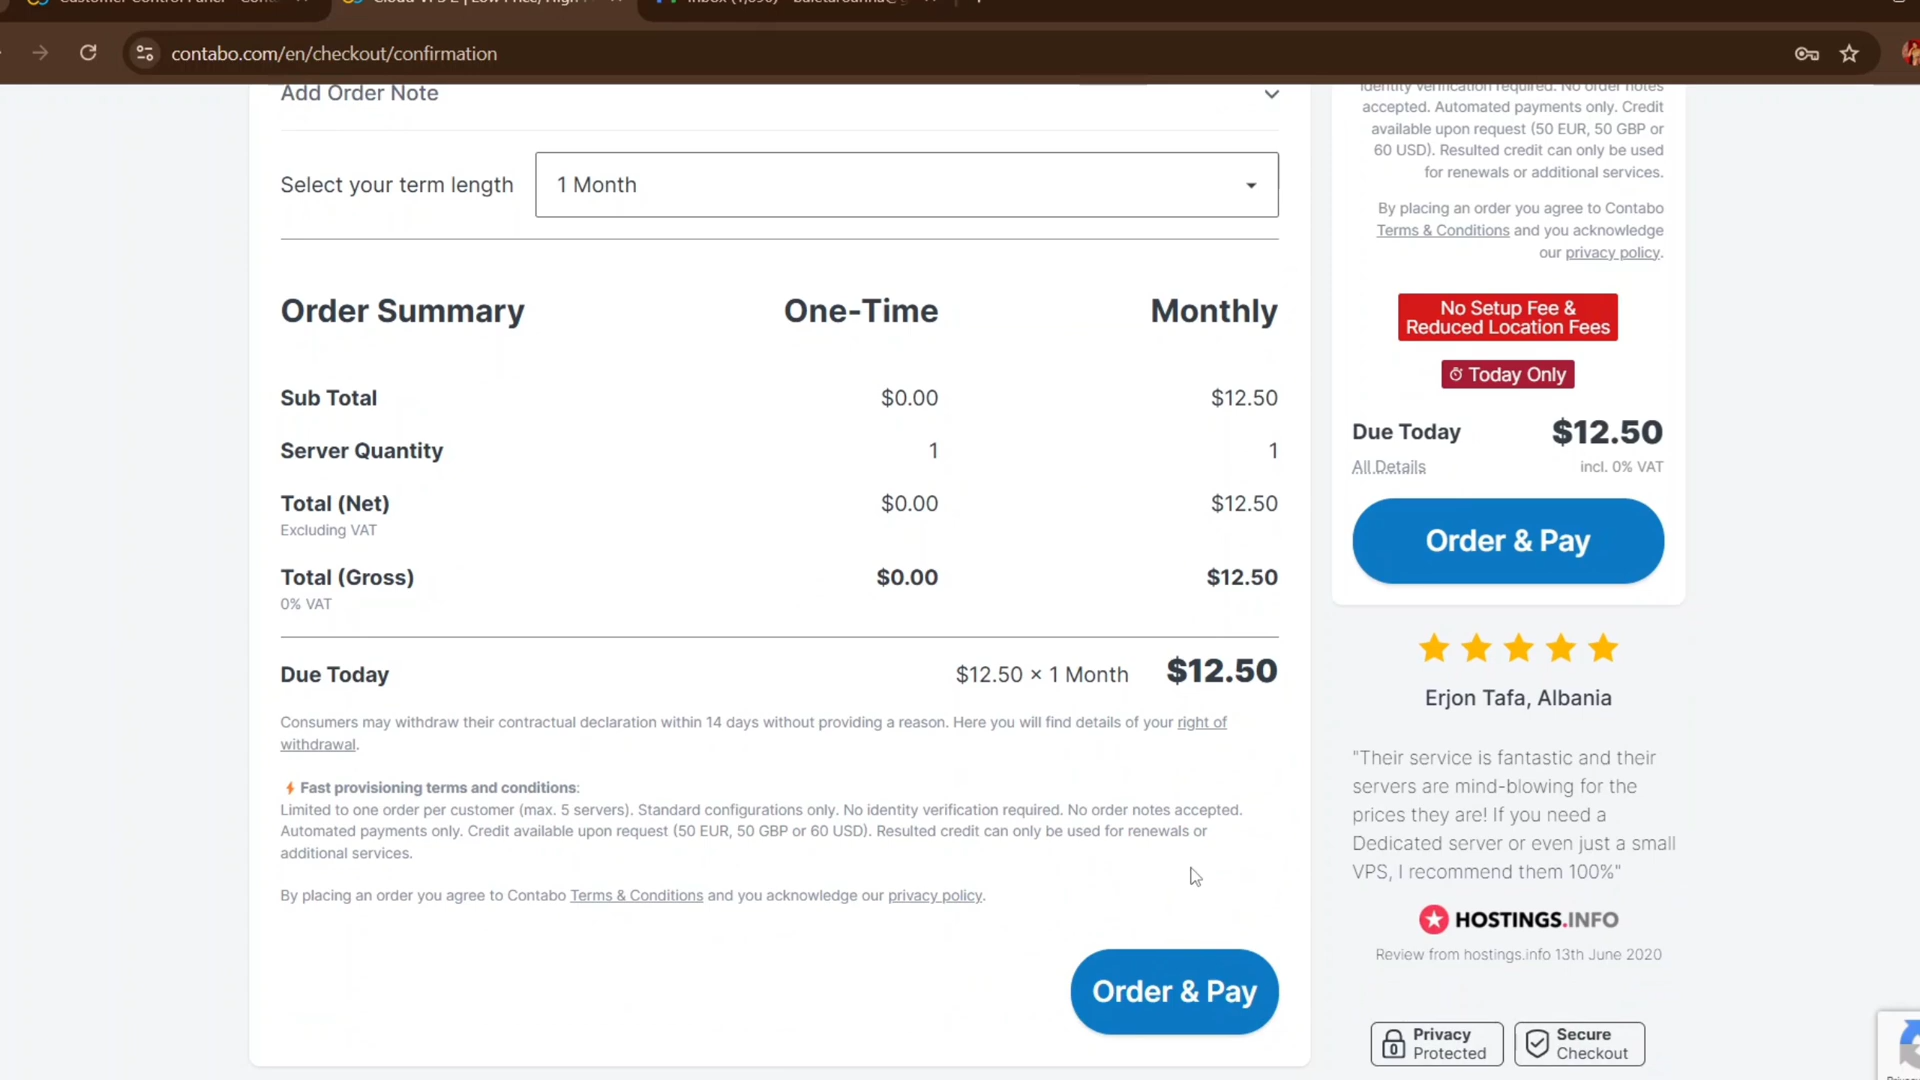 contabo.com/en/checkout/confirmation
Add Order Note
Select your term length
1 Month
Order Summary One-Time Monthly
Sub Total $0.00 $12.50
Server Quantity 1 1
Total (Net) $0.00 $12.50
Excluding VAT
Total (Gross) $0.00 $12.50
0% VAT
Due Today $12.50 × 1 Month $12.50
Consumers may withdraw their contractual declaration within 14 days without providing a reason. Here you will find details of your right of
withdrawal.
Fast provisioning terms and conditions:
Limited to one order per customer (max. 5 servers). Standard configurations only. No identity verification required. No order notes accepted.
Automated payments only. Credit available upon request (50 EUR, 50 GBP or 60 USD). Resulted credit can only be used for renewals or
additional services.
By placing an order you agree to Contabo Terms & Conditions and you acknowledge our privacy policy.
Order & Pay
identity verification required. No order notes
accepted. Automated payments only. Credit
available upon request (50 EUR, 50 GBP or
60 USD). Resulted credit can only be used
for renewals or additional services.
By placing an order you agree to Contabo
Terms & Conditions and you acknowledge
our privacy policy.
No Setup Fee &
Reduced Location Fees
Today Only
Due Today $12.50
All Details incl. 0% VAT
Order & Pay
Erjon Tafa, Albania
"Their service is fantastic and their
servers are mind-blowing for the
prices they are! If you need a
Dedicated server or even just a small
VPS, I recommend them 100%"
HOSTINGS.INFO
Review from hostings.info 13th June 2020
Privacy
Protected
Secure
Checkout